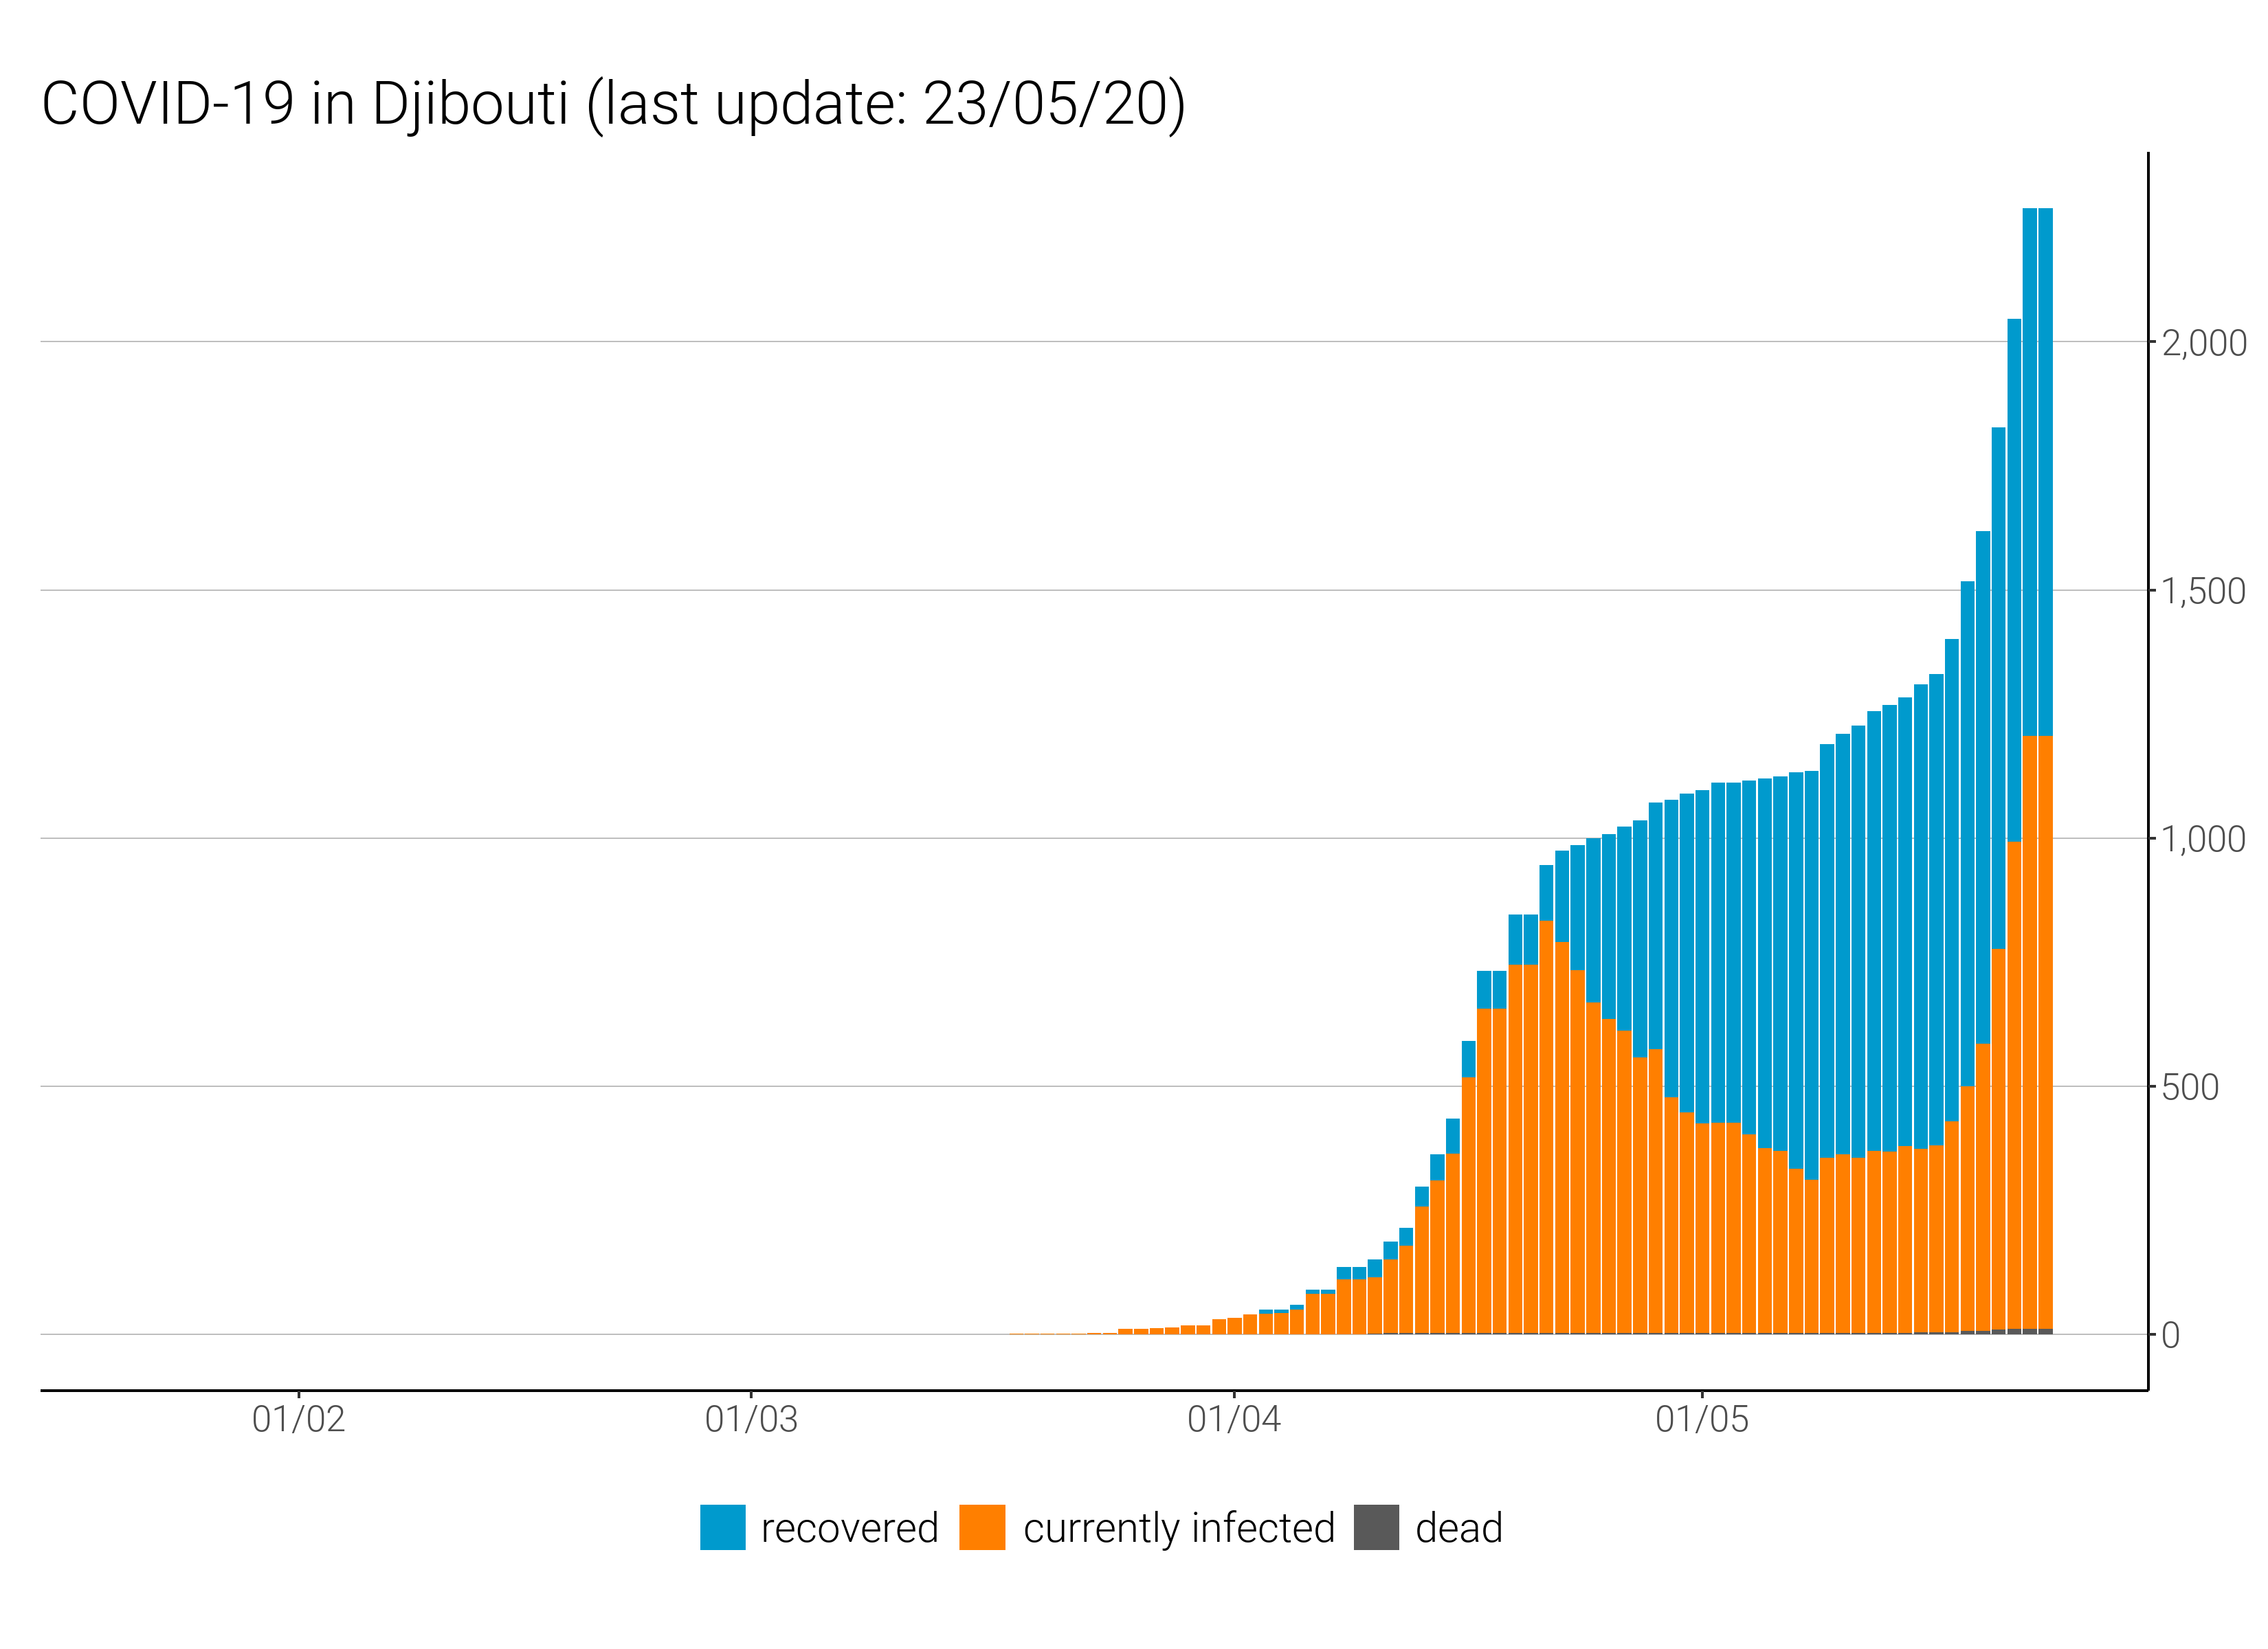 COVID-19 in Djibouti (last update: 23/05/20)
2,000
1,500
1,000
500
0
01/02 01/03 01/04 01/05
recovered currently infected dead